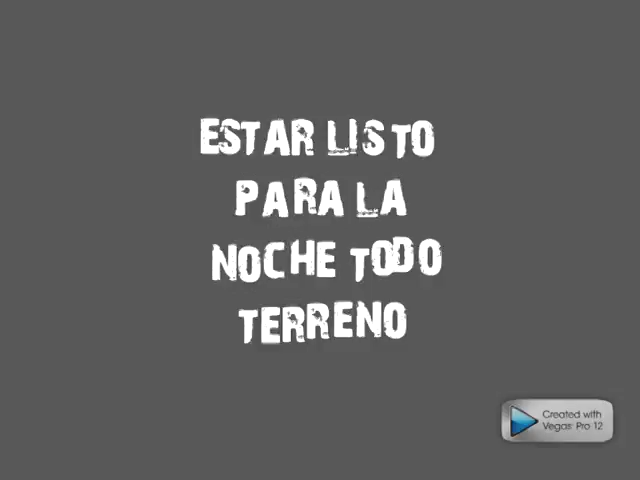 ESTAR LISTO
PARA LA
NOCHE TODO
TERRENO
Created with
Vegas Pro 12